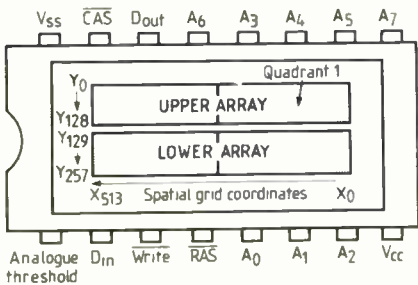 Vss CAS Dout A6 A3 A4 A5 A7
Y0 Quadrant 1
UPPER ARRAY
Y128
Y129
LOWER ARRAY
Y257
X513 Spatial grid coordinates X0
Analogue threshold Din Write RAS A0 A1 A2 Vcc